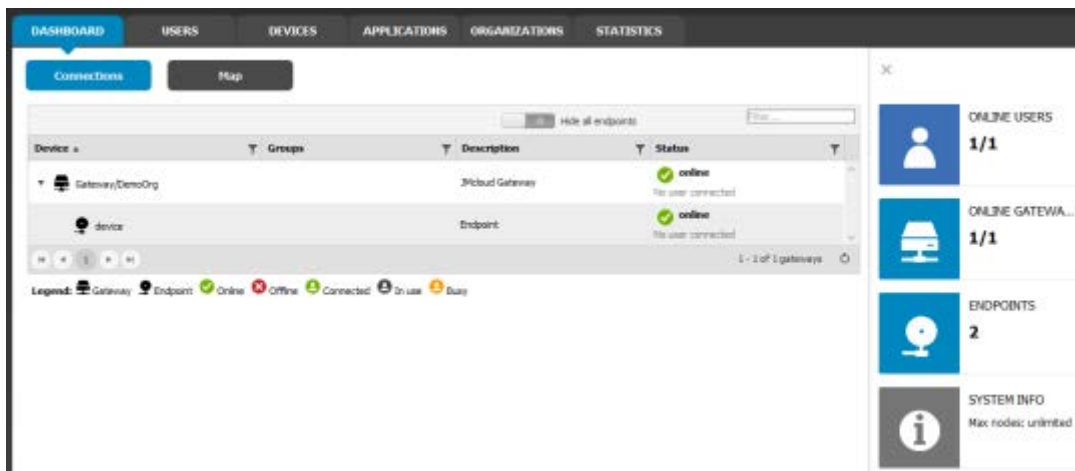 DASHBOARD USERS DEVICES APPLICATIONS ORGANIZATIONS STATISTICS
Connections Map
Hide all endpoints Filter...
Device Groups Description Status
Gateway/DemoOrg JMcloud Gateway online
No user connected
device Endpoint online
No user connected
1
1 - 1 of 1 gateways
Legend: Gateway Endpoint Online Offline Connected In use Busy
ONLINE USERS
1/1
ONLINE GATEWA...
1/1
ENDPOINTS
2
SYSTEM INFO
Max nodes: unlimited